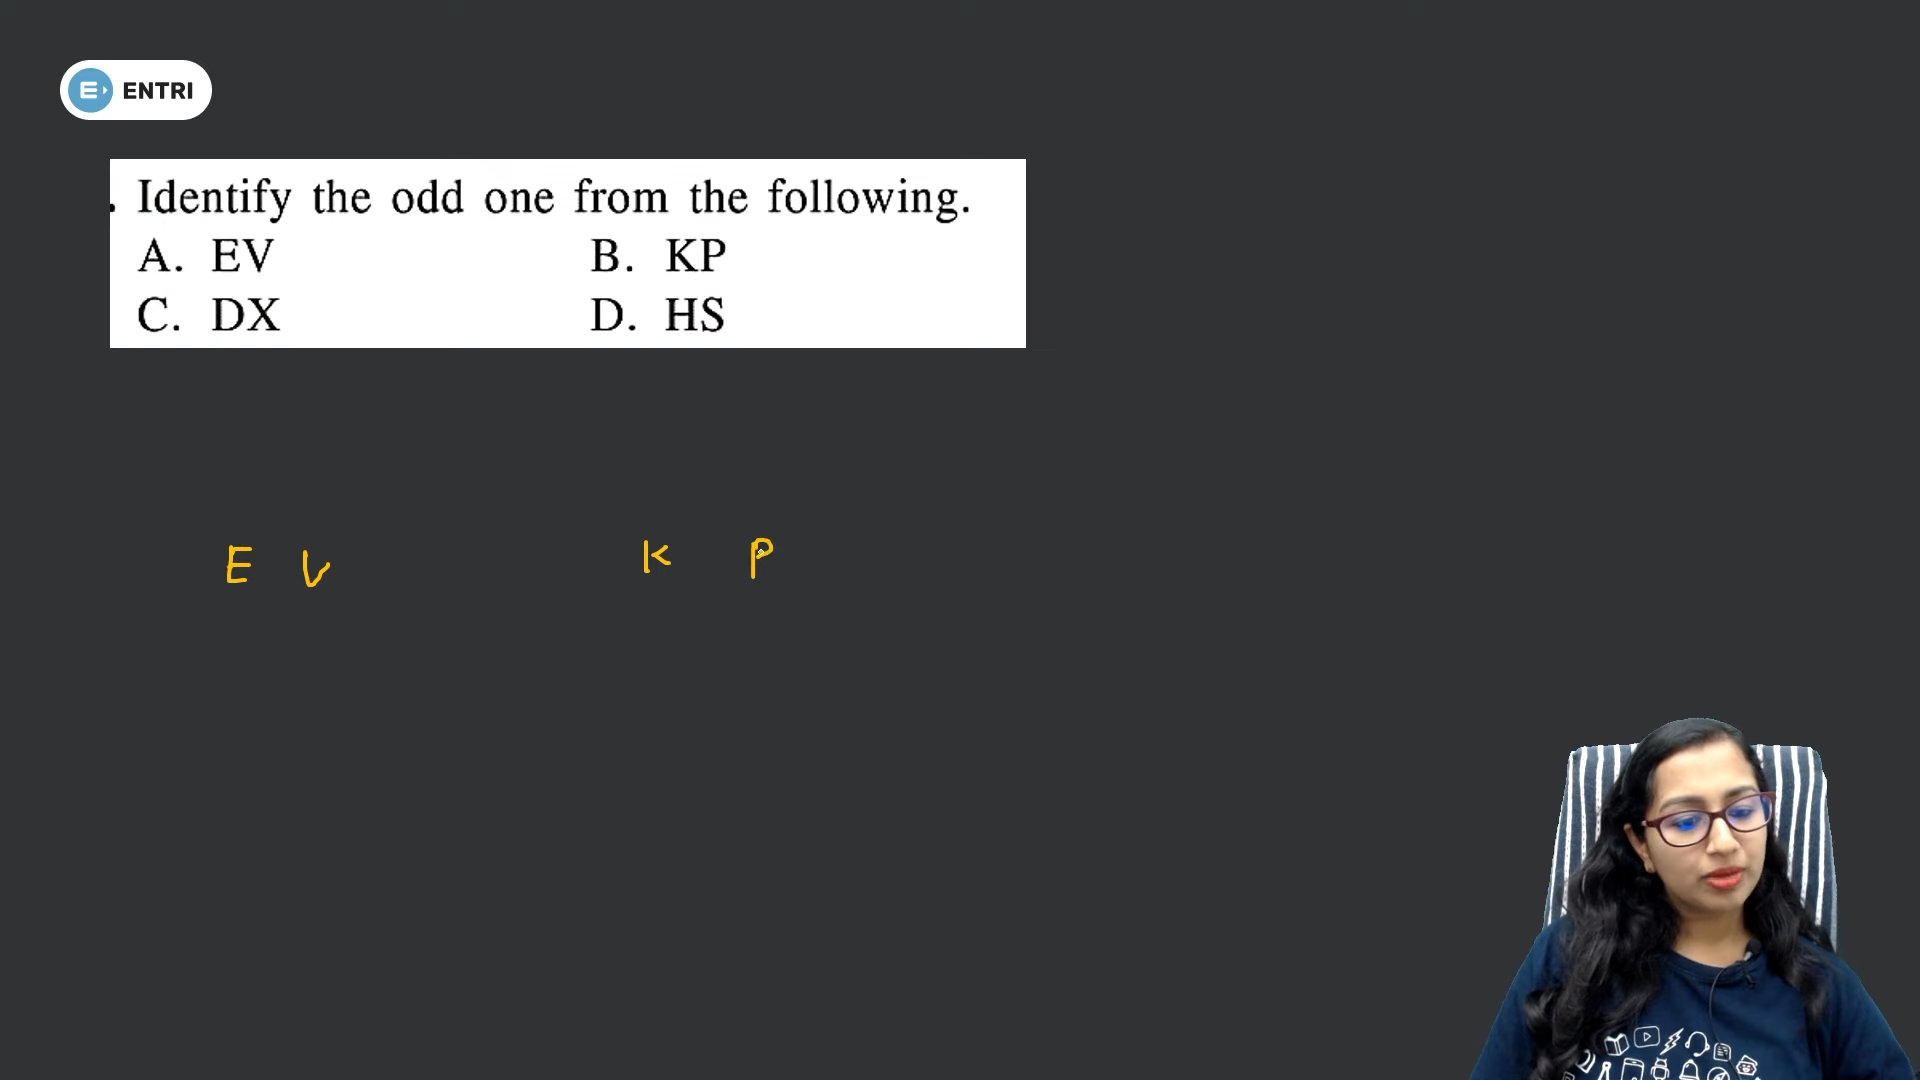 ENTRI
. Identify the odd one from the following.
A. EV B. KP
C. DX D. HS
E V K P